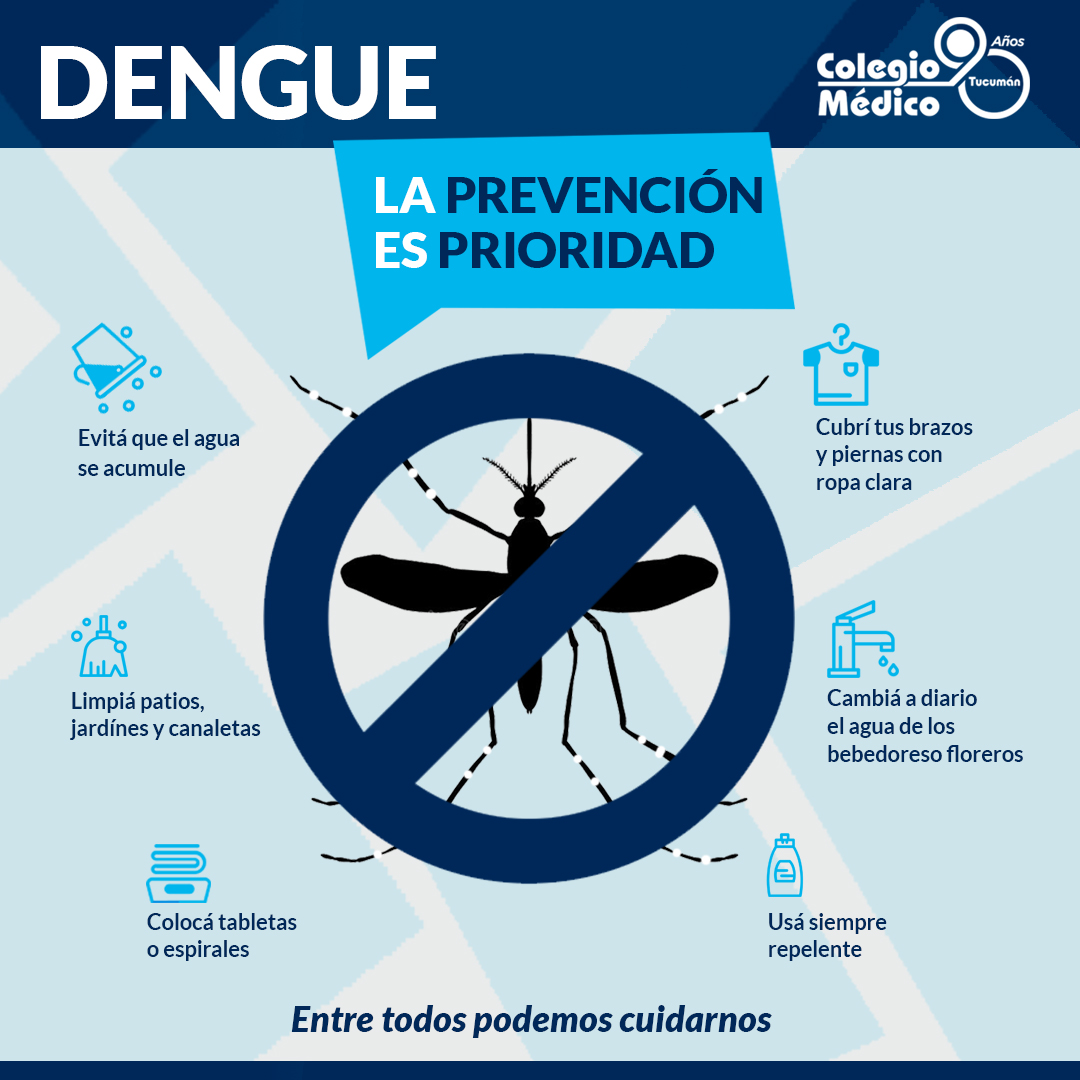 DENGUE
90 Años
Colegio
Tucumán
Médico
LA PREVENCIÓN
ES PRIORIDAD
Evitá que el agua
se acumule
Cubrí tus brazos
y piernas con
ropa clara
Limpiá patios,
jardínes y canaletas
Cambiá a diario
el agua de los
bebedoreso floreros
Colocá tabletas
o espirales
Usá siempre
repelente
Entre todos podemos cuidarnos